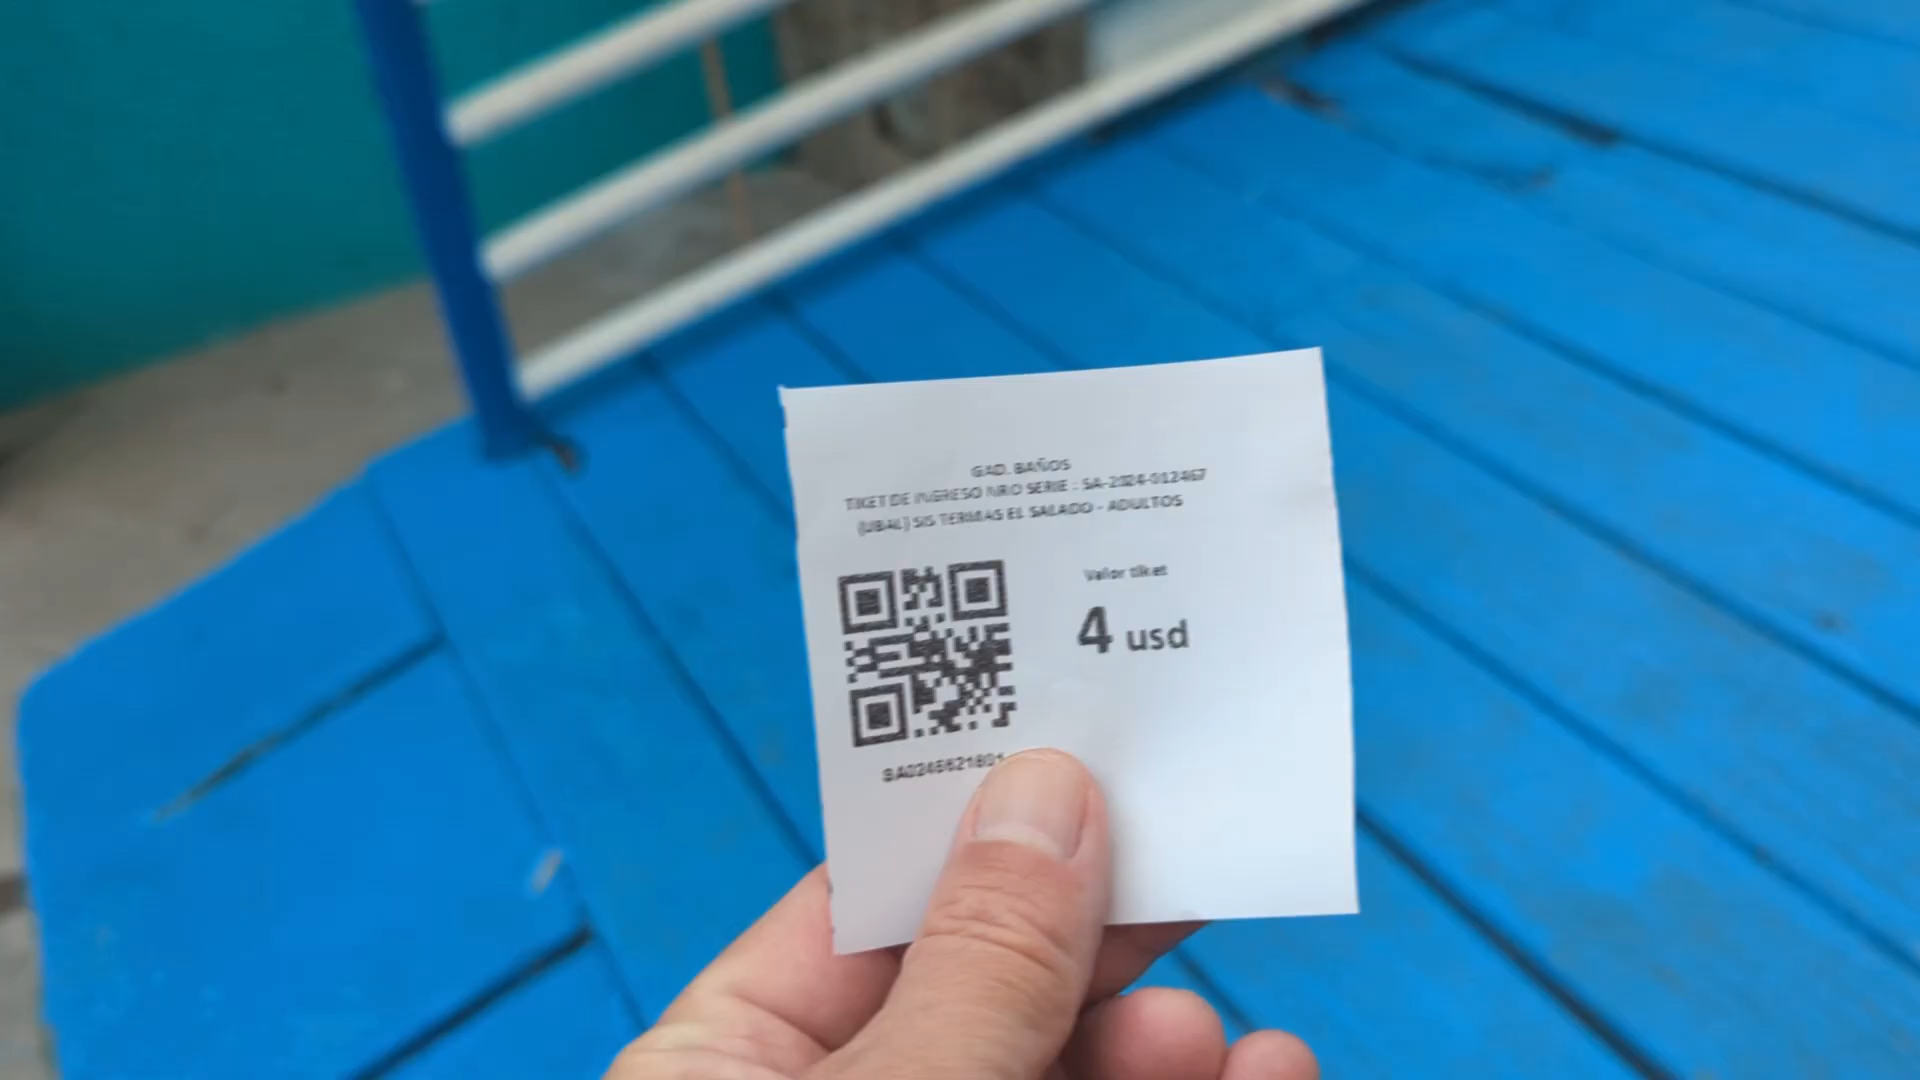 GAD. BAÑOS
TIKET DE INGRESO NRO SERIE : SA-2024-012467
(UBAL) SIS TERMAS EL SALADO - ADULTOS
Valor tiket
4 usd